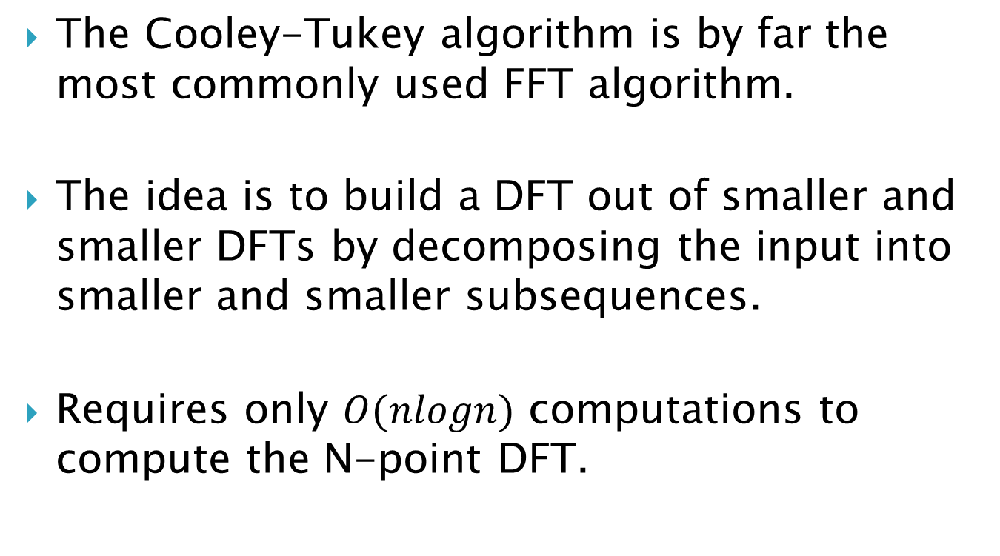 The Cooley-Tukey algorithm is by far the
most commonly used FFT algorithm.
The idea is to build a DFT out of smaller and
smaller DFTs by decomposing the input into
smaller and smaller subsequences.
Requires only O(nlogn) computations to
compute the N-point DFT.